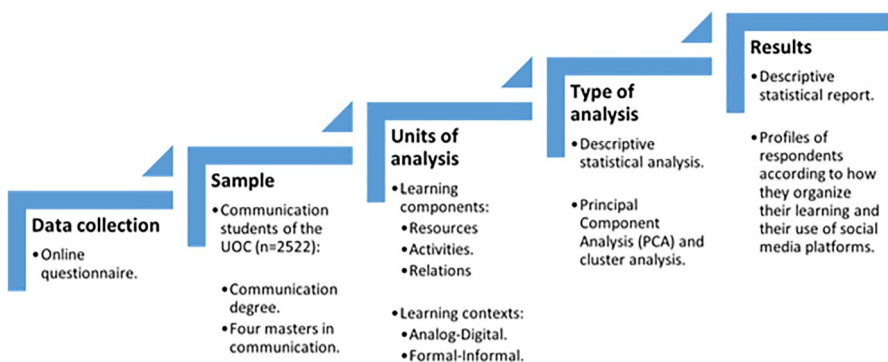 Data collection
•Online
questionnaire.
Sample
•Communication
students of the
UOC (n=2522):
•Communication
degree.
•Four masters in
communication.
Units of
analysis
•Learning
components:
•Resources
•Activities.
•Relations
•Learning contexts:
•Analog-Digital.
•Formal-Informal.
Type of
analysis
•Descriptive
statistical analysis.
•Principal
Component
Analysis (PCA) and
cluster analysis.
Results
•Descriptive
statistical report.
•Profiles of
respondents
according to how
they organize
their learning and
their use of social
media platforms.